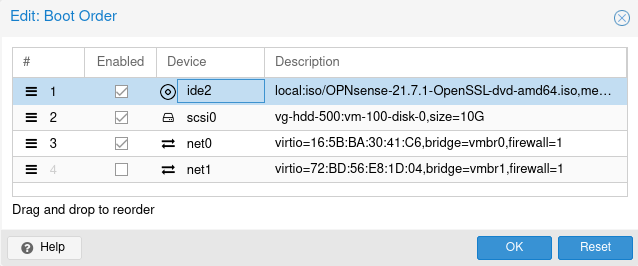 Edit: Boot Order
# Enabled Device Description
1 ide2 local:iso/OPNsense-21.7.1-OpenSSL-dvd-amd64.iso,me...
2 scsi0 vg-hdd-500:vm-100-disk-0,size=10G
3 net0 virtio=16:5B:BA:30:41:C6,bridge=vmbr0,firewall=1
4 net1 virtio=72:BD:56:E8:1D:04,bridge=vmbr1,firewall=1
Drag and drop to reorder
Help OK Reset